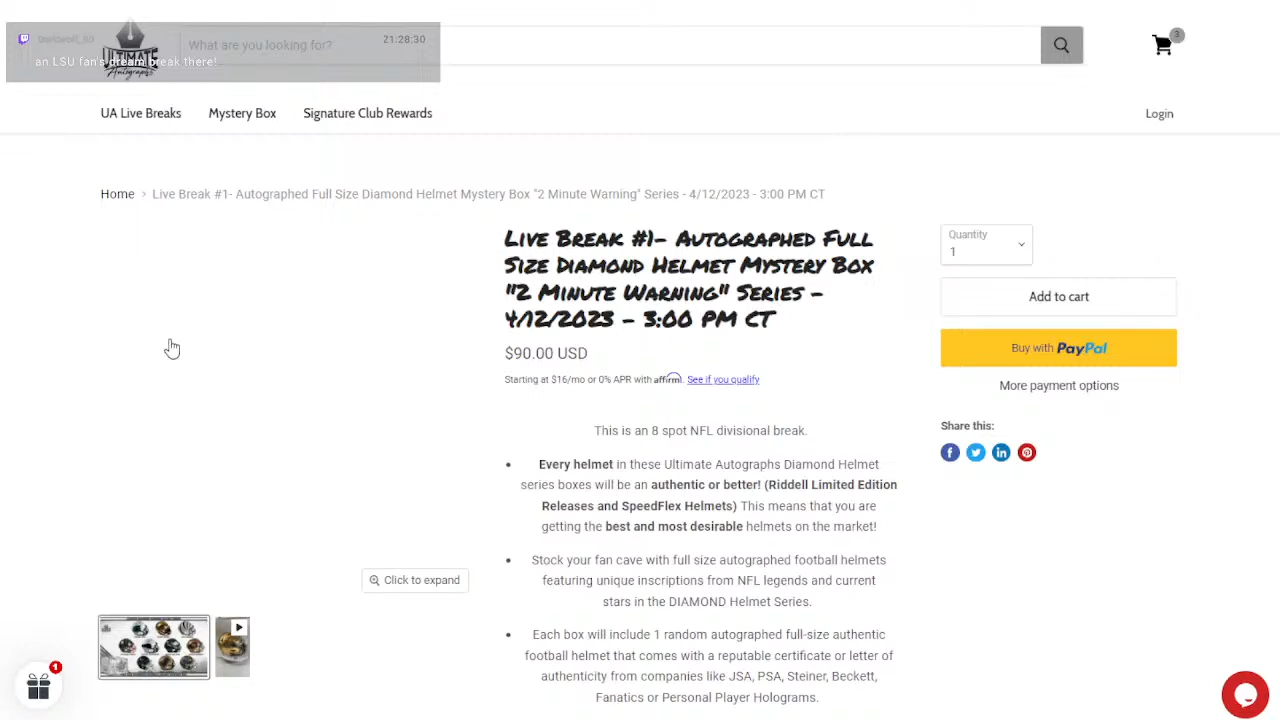 21:28:30
an LSU fan's dream break there!
What are you looking for?
ULTIMATE
Autographs
3
UA Live Breaks
Mystery Box
Signature Club Rewards
Login
Home > Live Break #1- Autographed Full Size Diamond Helmet Mystery Box "2 Minute Warning" Series - 4/12/2023 - 3:00 PM CT
Live Break #1- Autographed Full
Size Diamond Helmet Mystery Box
"2 Minute Warning" Series -
4/12/2023 - 3:00 PM CT
$90.00 USD
Starting at $16/mo or 0% APR with affirm. See if you qualify
Quantity
1
Add to cart
Buy with PayPal
More payment options
Share this:
This is an 8 spot NFL divisional break.
• Every helmet in these Ultimate Autographs Diamond Helmet
series boxes will be an authentic or better! (Riddell Limited Edition
Releases and SpeedFlex Helmets) This means that you are
getting the best and most desirable helmets on the market!
• Stock your fan cave with full size autographed football helmets
featuring unique inscriptions from NFL legends and current
stars in the DIAMOND Helmet Series.
• Each box will include 1 random autographed full-size authentic
football helmet that comes with a reputable certificate or letter of
authenticity from companies like JSA, PSA, Steiner, Beckett,
Fanatics or Personal Player Holograms.
Click to expand
1